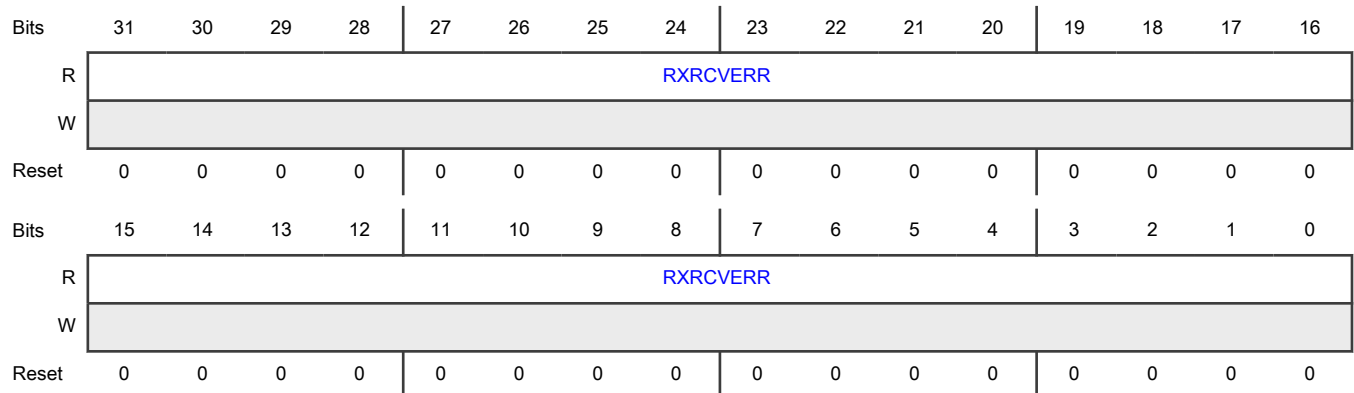 Bits 31 30 29 28 27 26 25 24 23 22 21 20 19 18 17 16
R RXRCVERR
W
Reset 0 0 0 0 0 0 0 0 0 0 0 0 0 0 0 0
Bits 15 14 13 12 11 10 9 8 7 6 5 4 3 2 1 0
R RXRCVERR
W
Reset 0 0 0 0 0 0 0 0 0 0 0 0 0 0 0 0